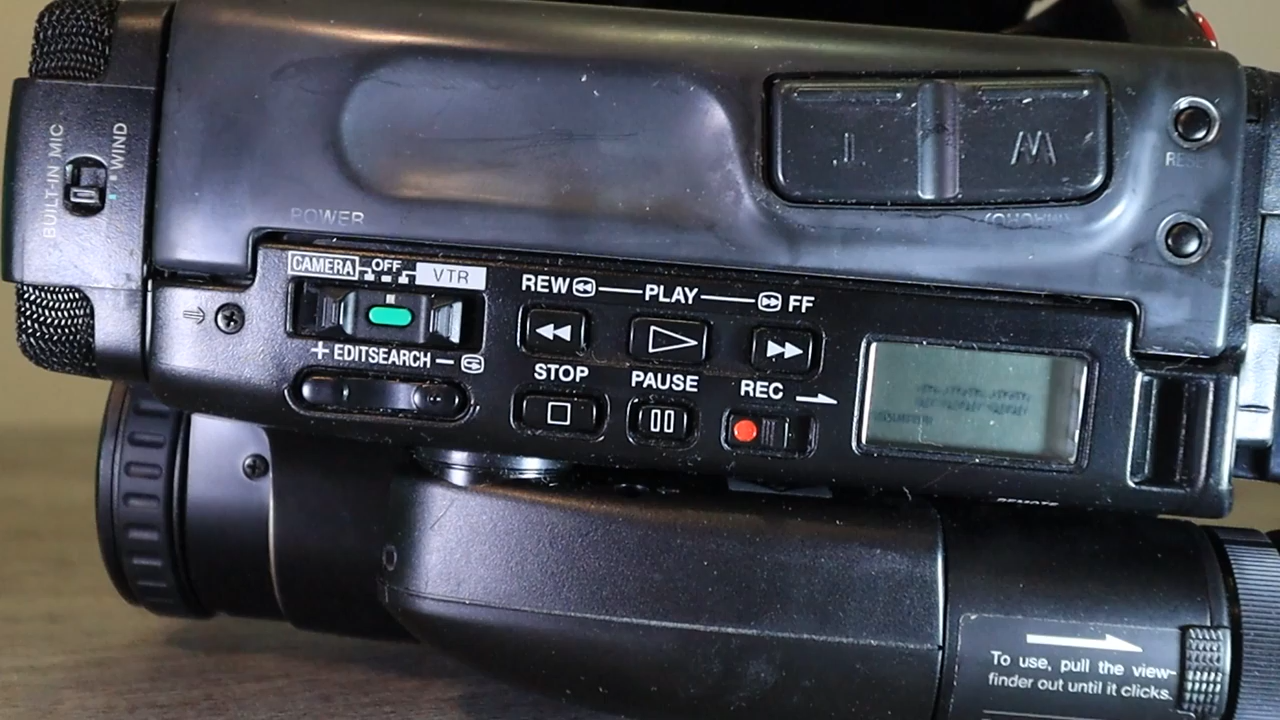 BUILT-IN MIC
WIND
POWER
CAMERA
OFF
VTR
+ EDITSEARCH –
REW
PLAY
FF
STOP
PAUSE
REC
T
W
REMOTE
To use, pull the view-
finder out until it clicks.